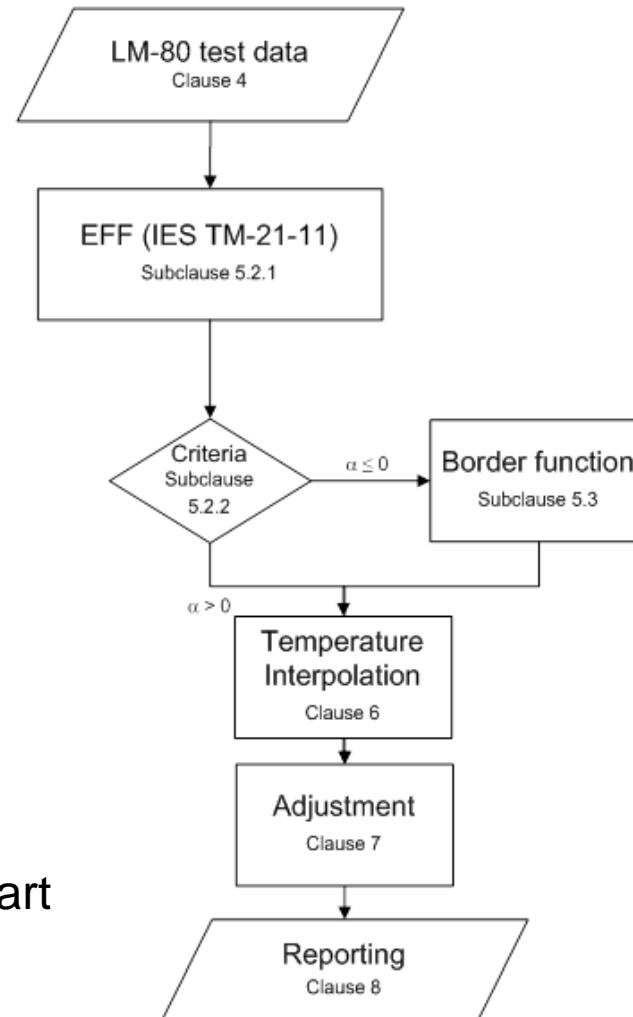 LM-80 test data
Clause 4
EFF (IES TM-21-11)
Subclause 5.2.1
Criteria
Subclause
5.2.2
α ≤ 0
Border function
Subclause 5.3
α > 0
Temperature
Interpolation
Clause 6
Adjustment
Clause 7
art
Reporting
Clause 8